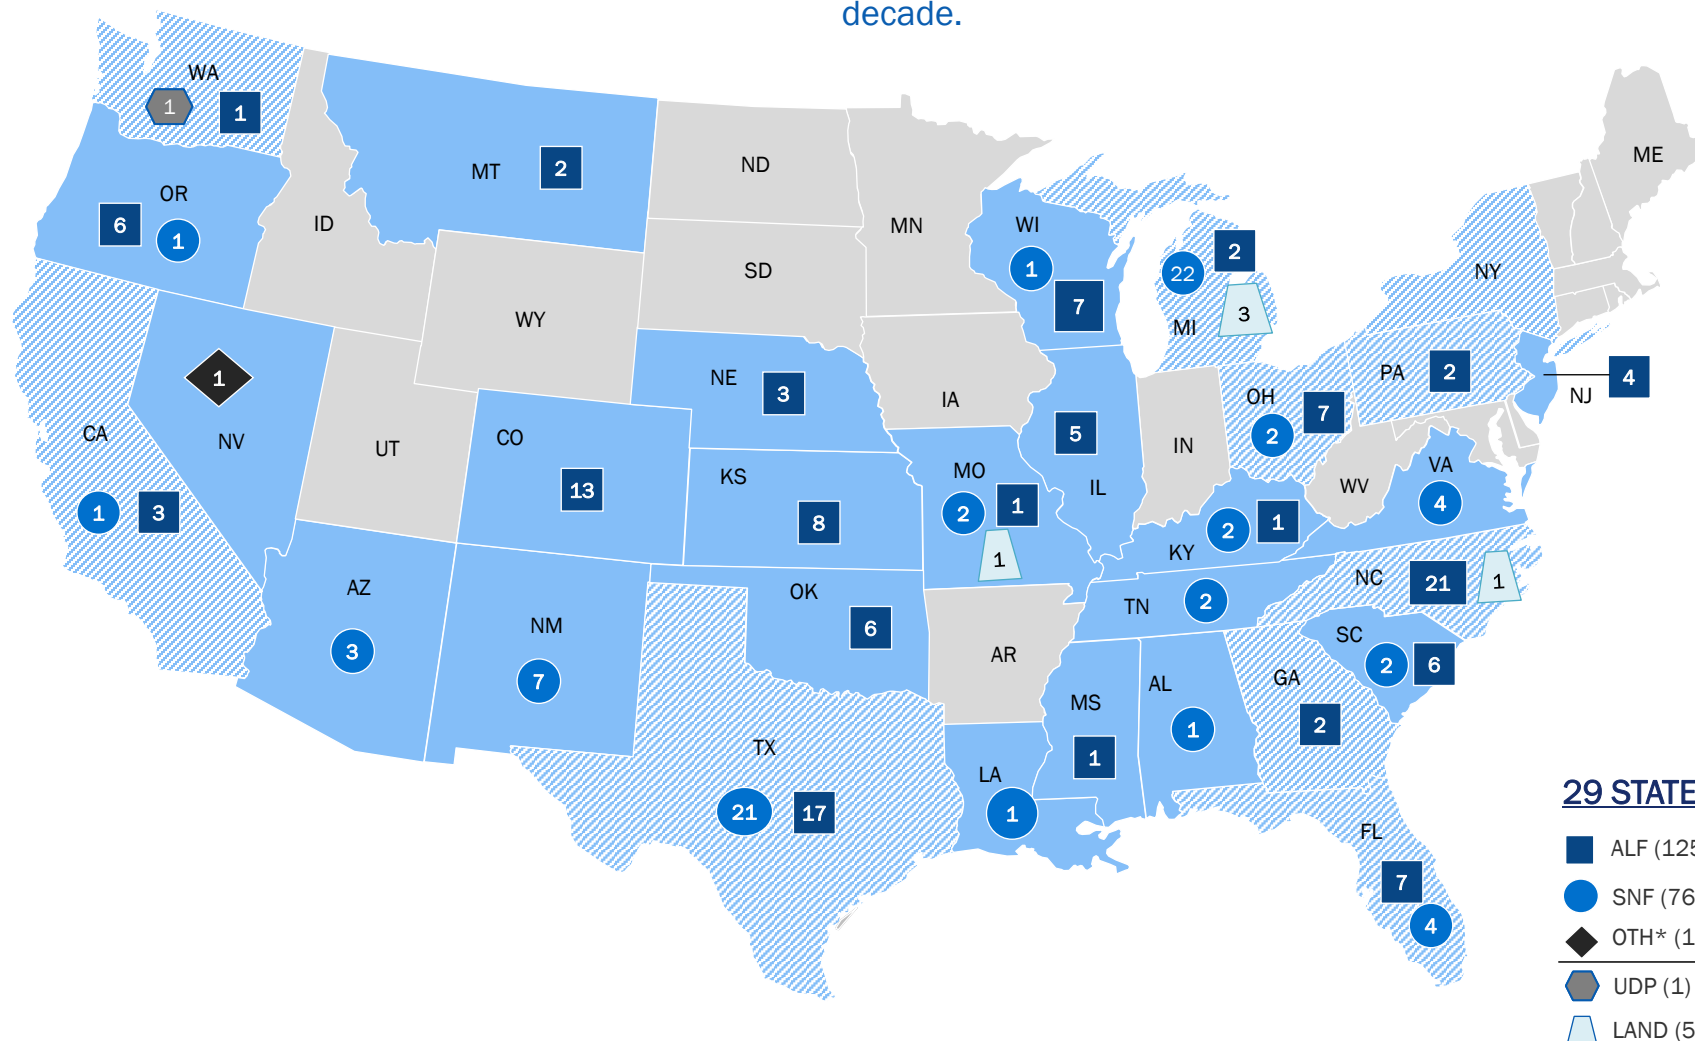 decade.
WA
1
1
MT
2
ND
ME
OR
6
1
ID
MN
WI
1
7
22
2
3
MI
NY
SD
WY
NE
3
IA
PA
2
NJ
4
OH
2
7
1
NV
CA
1
3
UT
CO
13
KS
8
MO
2
1
1
5
IL
IN
WV
VA
4
KY
2
1
AZ
3
NM
7
OK
6
TN
2
NC
21
1
AR
SC
2
6
GA
2
MS
1
AL
1
TX
21
17
LA
1
FL
7
4
29 STATE
ALF (125
SNF (76
OTH* (1
UDP (1)
LAND (5